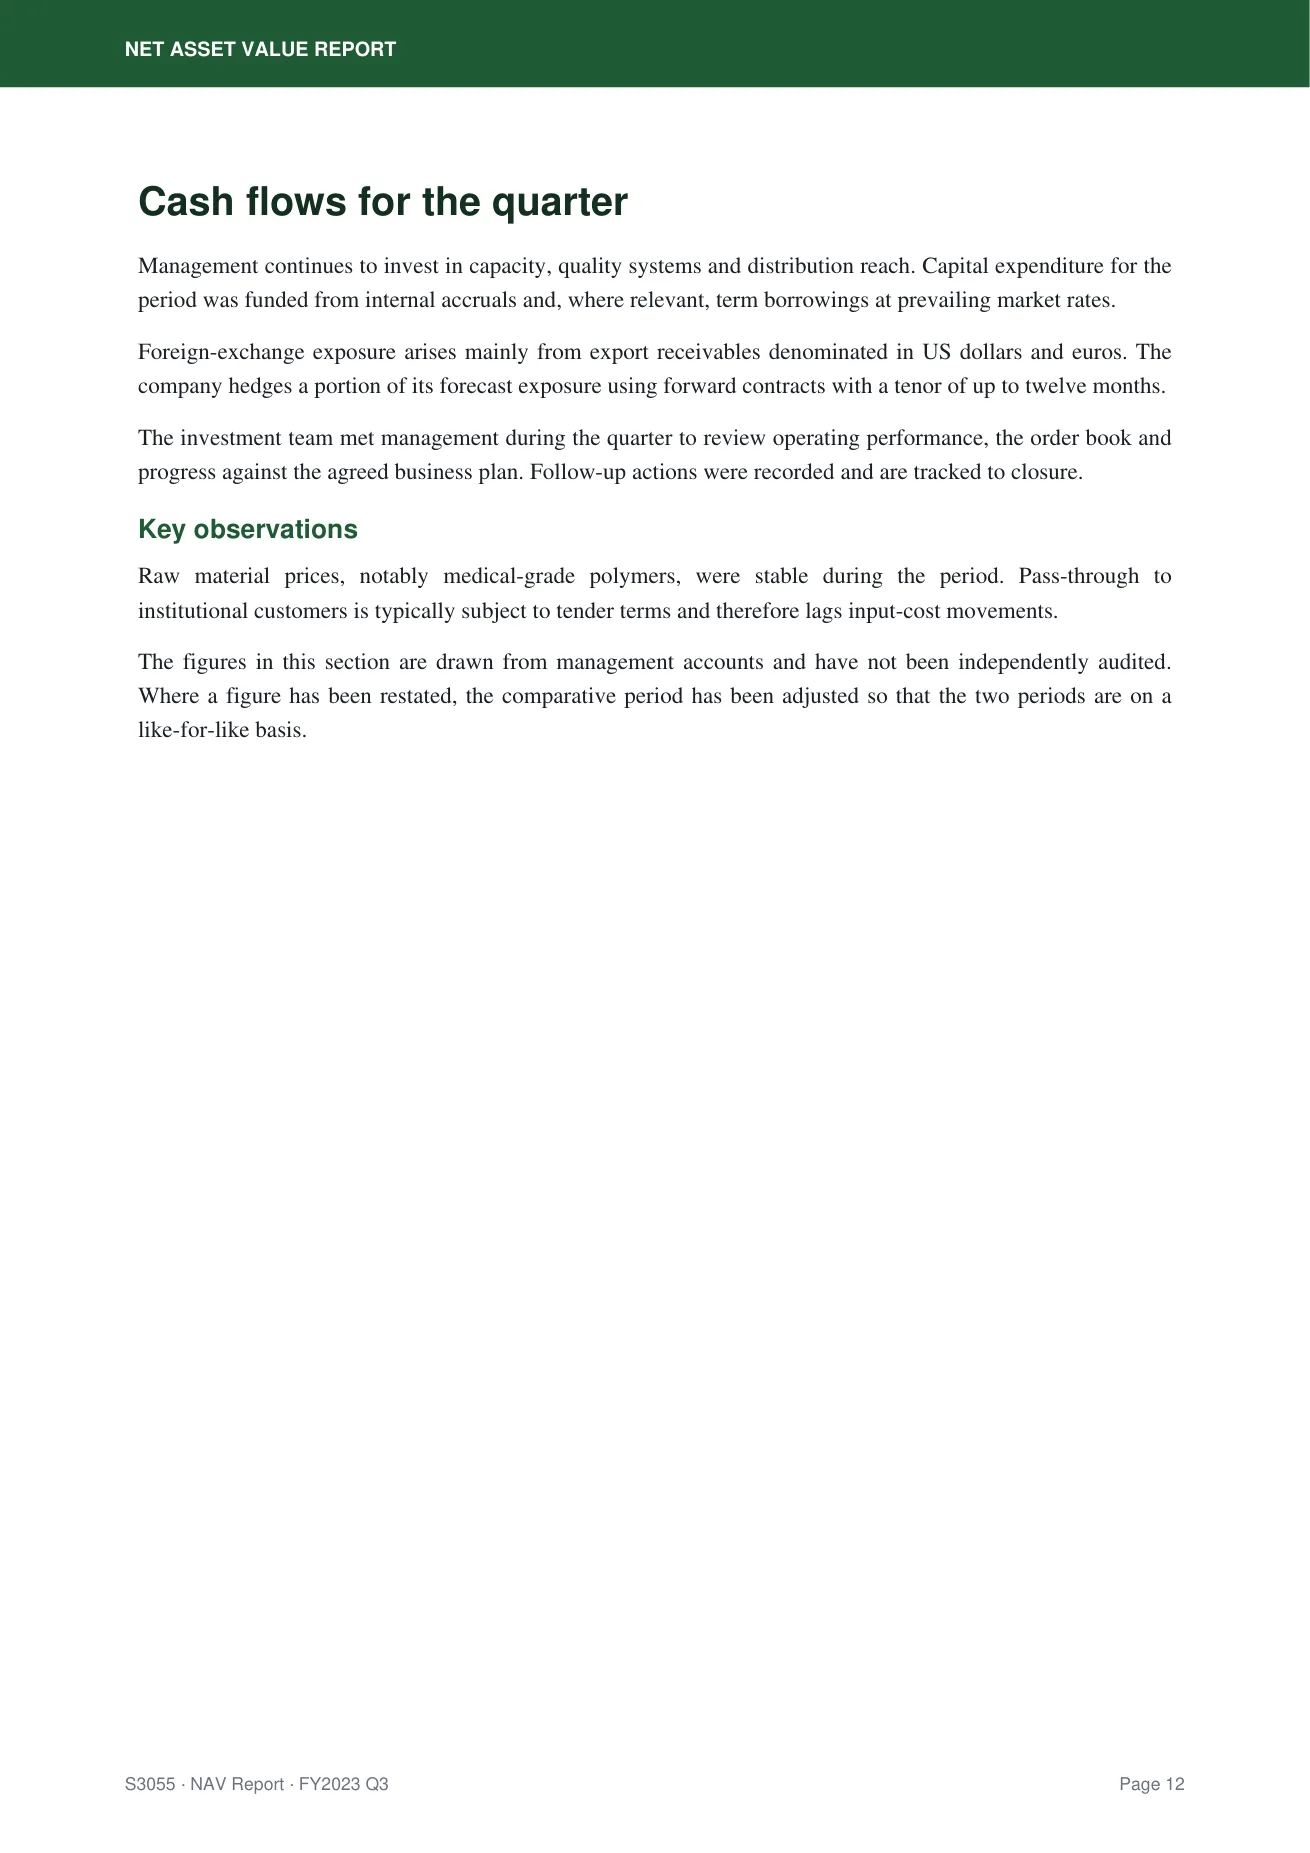 NET ASSET VALUE REPORT
Cash flows for the quarter
Management continues to invest in capacity, quality systems and distribution reach. Capital expenditure for the
period was funded from internal accruals and, where relevant, term borrowings at prevailing market rates.
Foreign-exchange exposure arises mainly from export receivables denominated in US dollars and euros. The
company hedges a portion of its forecast exposure using forward contracts with a tenor of up to twelve months.
The investment team met management during the quarter to review operating performance, the order book and
progress against the agreed business plan. Follow-up actions were recorded and are tracked to closure.
Key observations
Raw material prices, notably medical-grade polymers, were stable during the period. Pass-through to
institutional customers is typically subject to tender terms and therefore lags input-cost movements.
The figures in this section are drawn from management accounts and have not been independently audited.
Where a figure has been restated, the comparative period has been adjusted so that the two periods are on a
like-for-like basis.
S3055 · NAV Report · FY2023 Q3
Page 12